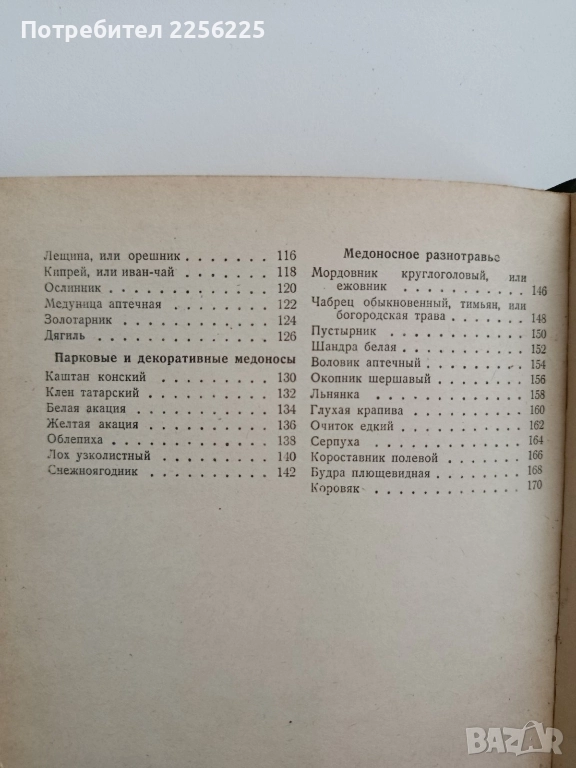 Потребител 2256225
Лещина, или орешник . . . . . . 116
Кипрей, или иван-чай . . . . . . 118
Ослинник . . . . . . . . . . 120
Медуница аптечная . . . . . . . 122
Золотарник . . . . . . . . . . 124
Дягиль . . . . . . . . . . . 126
Парковые и декоративные медоносы
Каштан конский . . . . . . . . 130
Клен татарский . . . . . . . . 132
Белая акация . . . . . . . . . 134
Желтая акация . . . . . . . . . 136
Облепиха . . . . . . . . . . 138
Лох узколистный . . . . . . . . 140
Снежноягодник . . . . . . . . 142
Медоносное разнотравье
Мордовник круглоголовый, или
ежовник . . . . . . . . . . 146
Чабрец обыкновенный, тимьян, или
богородская трава . . . . . . 148
Пустырник . . . . . . . . . . 150
Шандра белая . . . . . . . . . 152
Воловик аптечный . . . . . . . . 154
Окопник шершавый . . . . . . . 156
Льнянка . . . . . . . . . . . 158
Глухая крапива . . . . . . . . . 160
Очиток едкий . . . . . . . . . 162
Серпуха . . . . . . . . . . . 164
Короставник полевой . . . . . . 166
Будра плющевидная . . . . . . . 168
Коровяк . . . . . . . . . . . 170
BAZAR